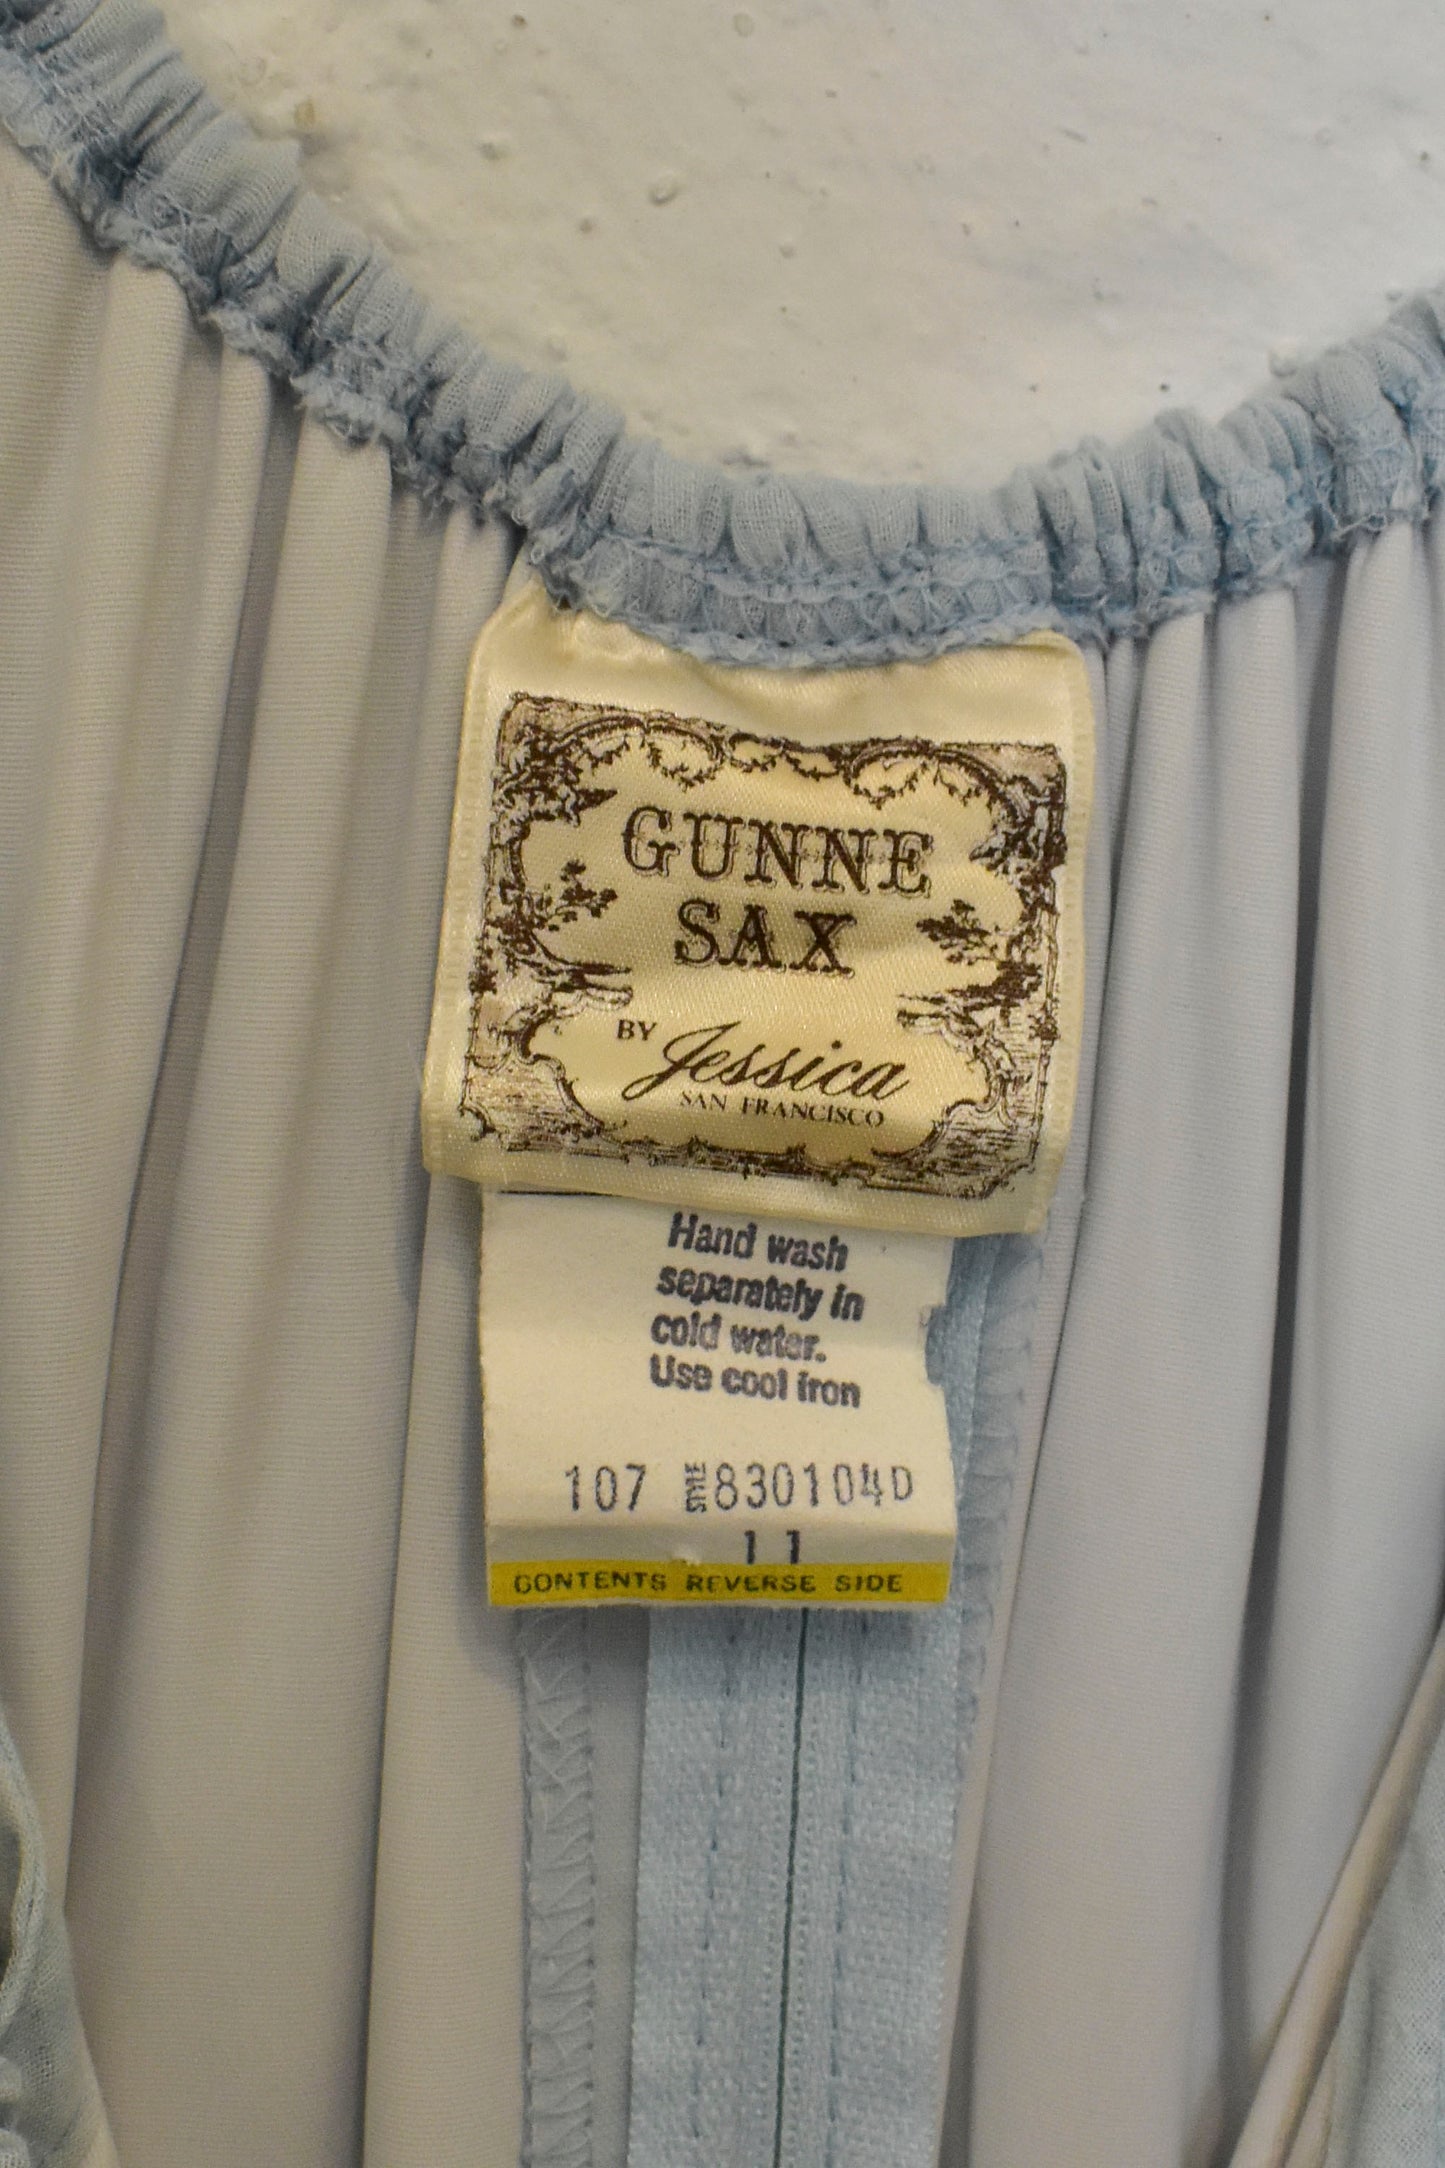 GUNNE
SAX
BY Jessica
SAN FRANCISCO
Hand wash
separately in
cold water.
Use cool iron
107 STYLE 830104D
11
CONTENTS REVERSE SIDE